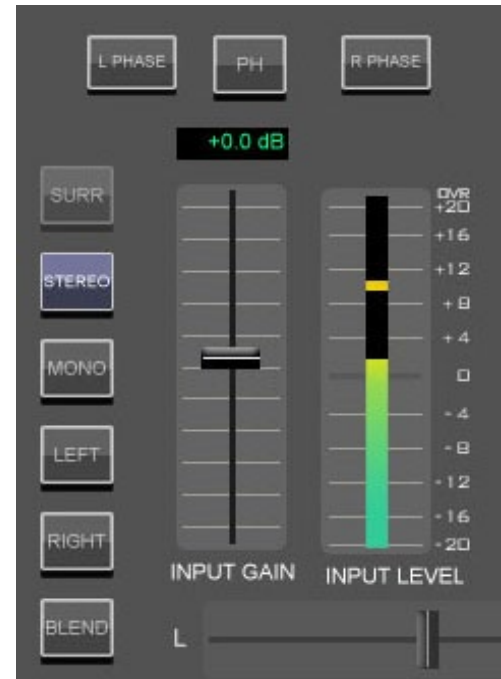 L PHASE
PH
R PHASE
+0.0 dB
SURR
STEREO
MONO
LEFT
RIGHT
BLEND
OVR
+20
+16
+12
+8
+4
0
-4
-8
-12
-16
-20
INPUT GAIN
INPUT LEVEL
L